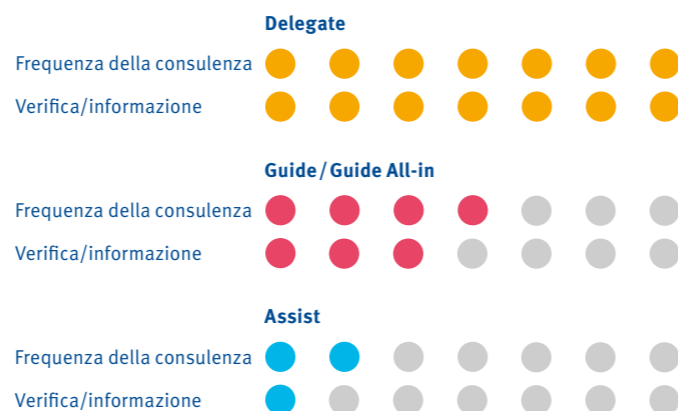 Delegate
Frequenza della consulenza
Verifica/informazione
Guide/Guide All-in
Frequenza della consulenza
Verifica/informazione
Assist
Frequenza della consulenza
Verifica/informazione